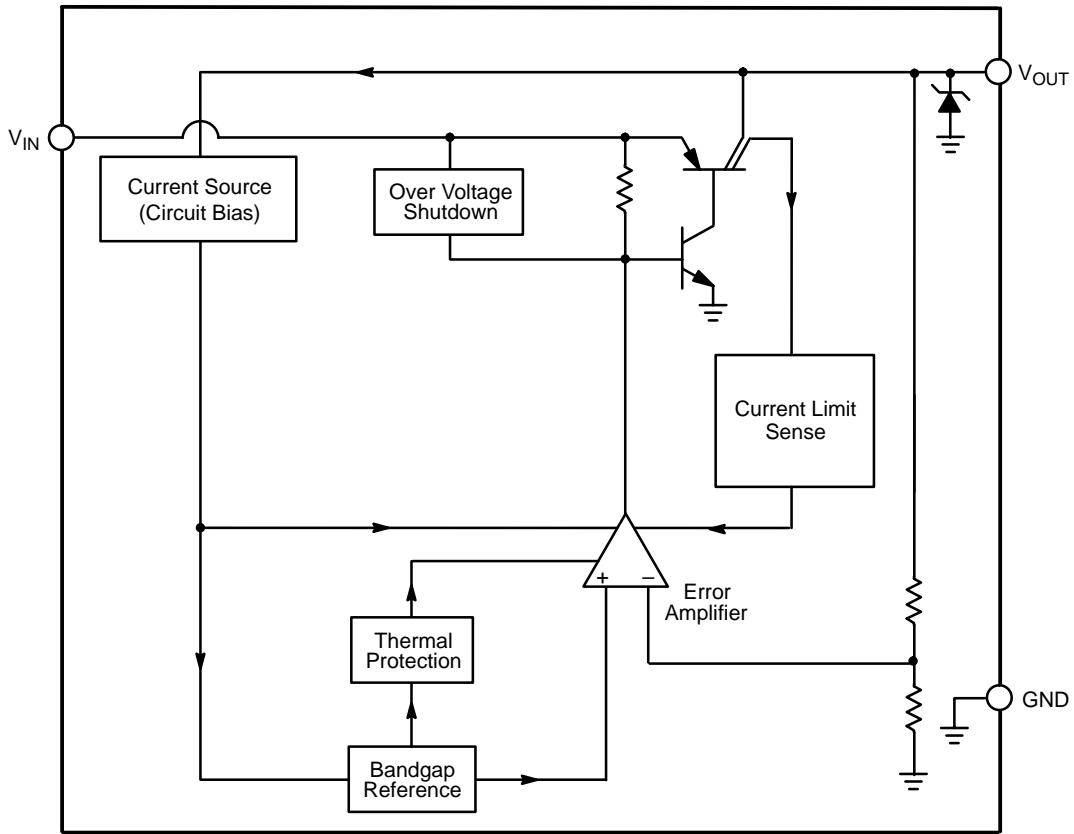 V_OUT
V_IN
Current Source
(Circuit Bias)
Over Voltage
Shutdown
Current Limit
Sense
+ −
Error
Amplifier
Thermal
Protection
GND
Bandgap
Reference